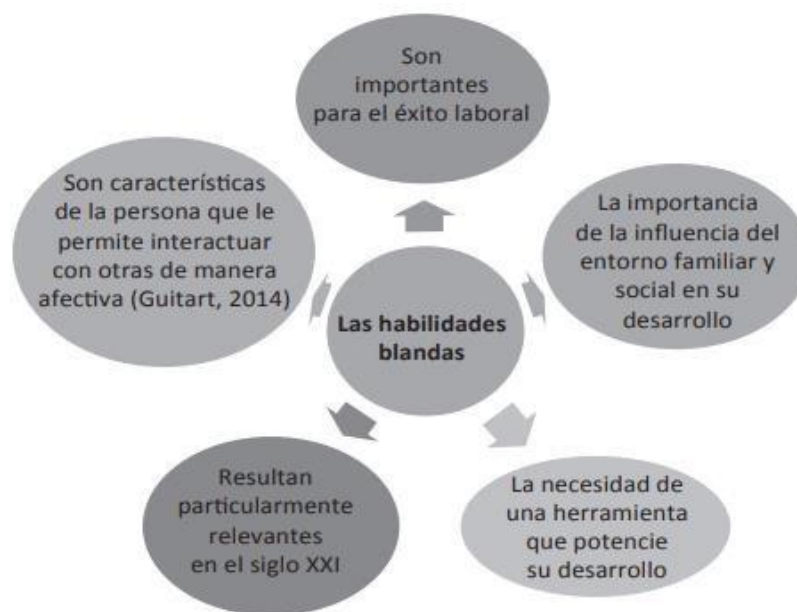 Son
importantes
para el éxito laboral
Son características
de la persona que le
permite interactuar
con otras de manera
afectiva (Guitart, 2014)
La importancia
de la influencia del
entorno familiar y
social en su
desarrollo
Las habilidades
blandas
Resultan
particularmente
relevantes
en el siglo XXI
La necesidad de
una herramienta
que potencie
su desarrollo